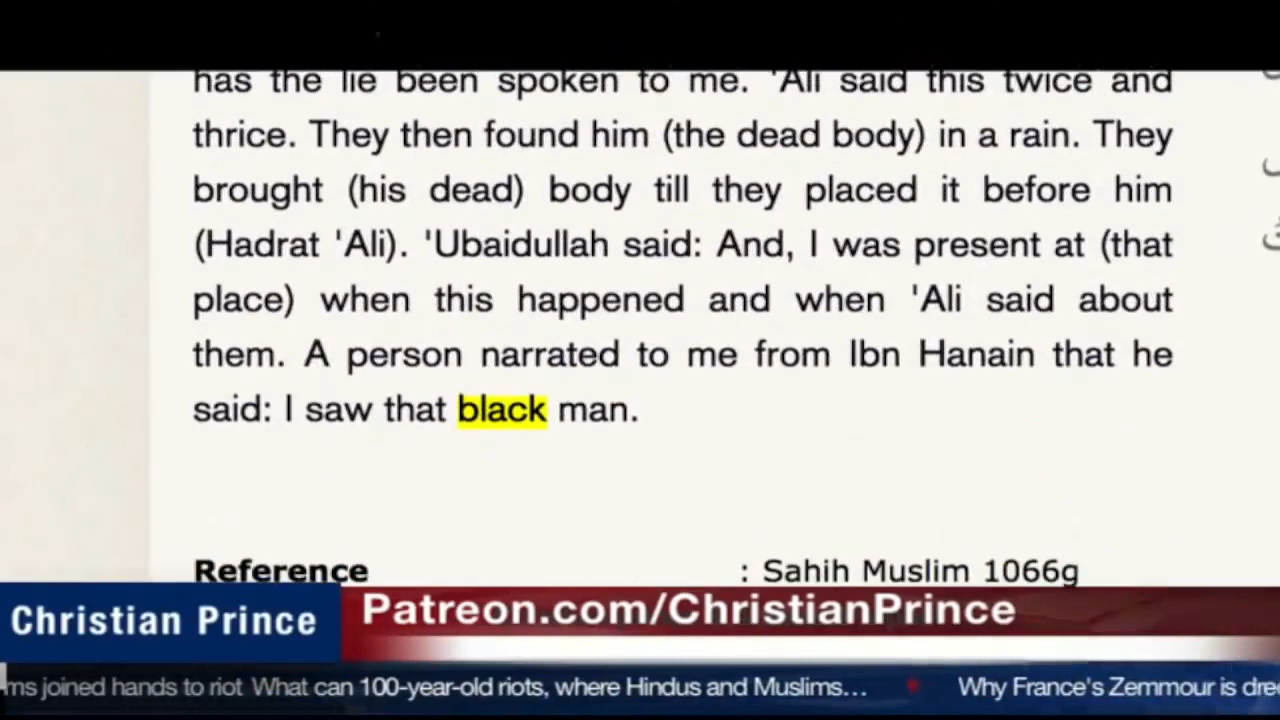 has the lie been spoken to me. 'Ali said this twice and
thrice. They then found him (the dead body) in a rain. They
brought (his dead) body till they placed it before him
(Hadrat 'Ali). 'Ubaidullah said: And, I was present at (that
place) when this happened and when 'Ali said about
them. A person narrated to me from Ibn Hanain that he
said: I saw that black man.
Reference : Sahih Muslim 1066g
Christian Prince
Patreon.com/ChristianPrince
ms joined hands to riot What can 100-year-old riots, where Hindus and Muslims... • Why France's Zemmour is dre